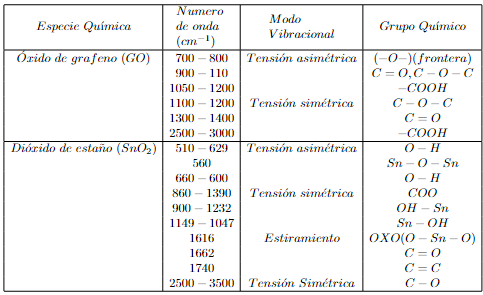 Especie Química | Numero de onda (cm⁻¹) | Modo Vibracional | Grupo Químico
Óxido de grafeno (GO) | 700 − 800 | Tensión asimétrica | (−O−)(frontera)
900 − 110 | C = O, C − O − C
1050 − 1200 | −COOH
1100 − 1200 | Tensión simétrica | C − O − C
1300 − 1400 | C = O
2500 − 3000 | −COOH
Dióxido de estaño (SnO₂) | 510 − 629 | Tensión asimétrica | O − H
560 | Sn − O − Sn
660 − 600 | O − H
860 − 1390 | Tensión simétrica | COO
900 − 1232 | OH − Sn
1149 − 1047 | Sn − OH
1616 | Estiramiento | OXO(O − Sn − O)
1662 | C = O
1740 | C = C
2500 − 3500 | Tensión Simétrica | C − O